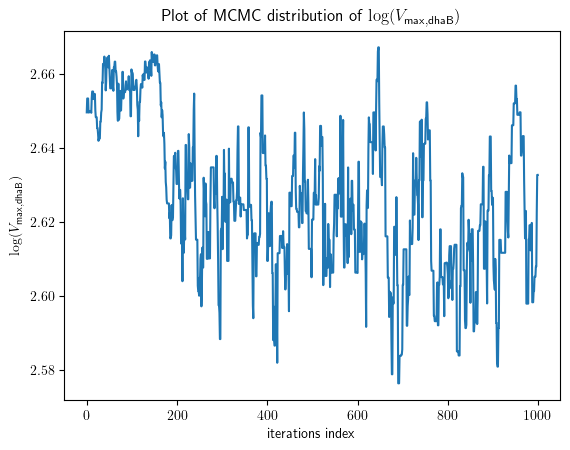 Plot of MCMC distribution of log(V_max,dhaB)
log(V_max,dhaB)
2.66
2.64
2.62
2.60
2.58
0 200 400 600 800 1000
iterations index